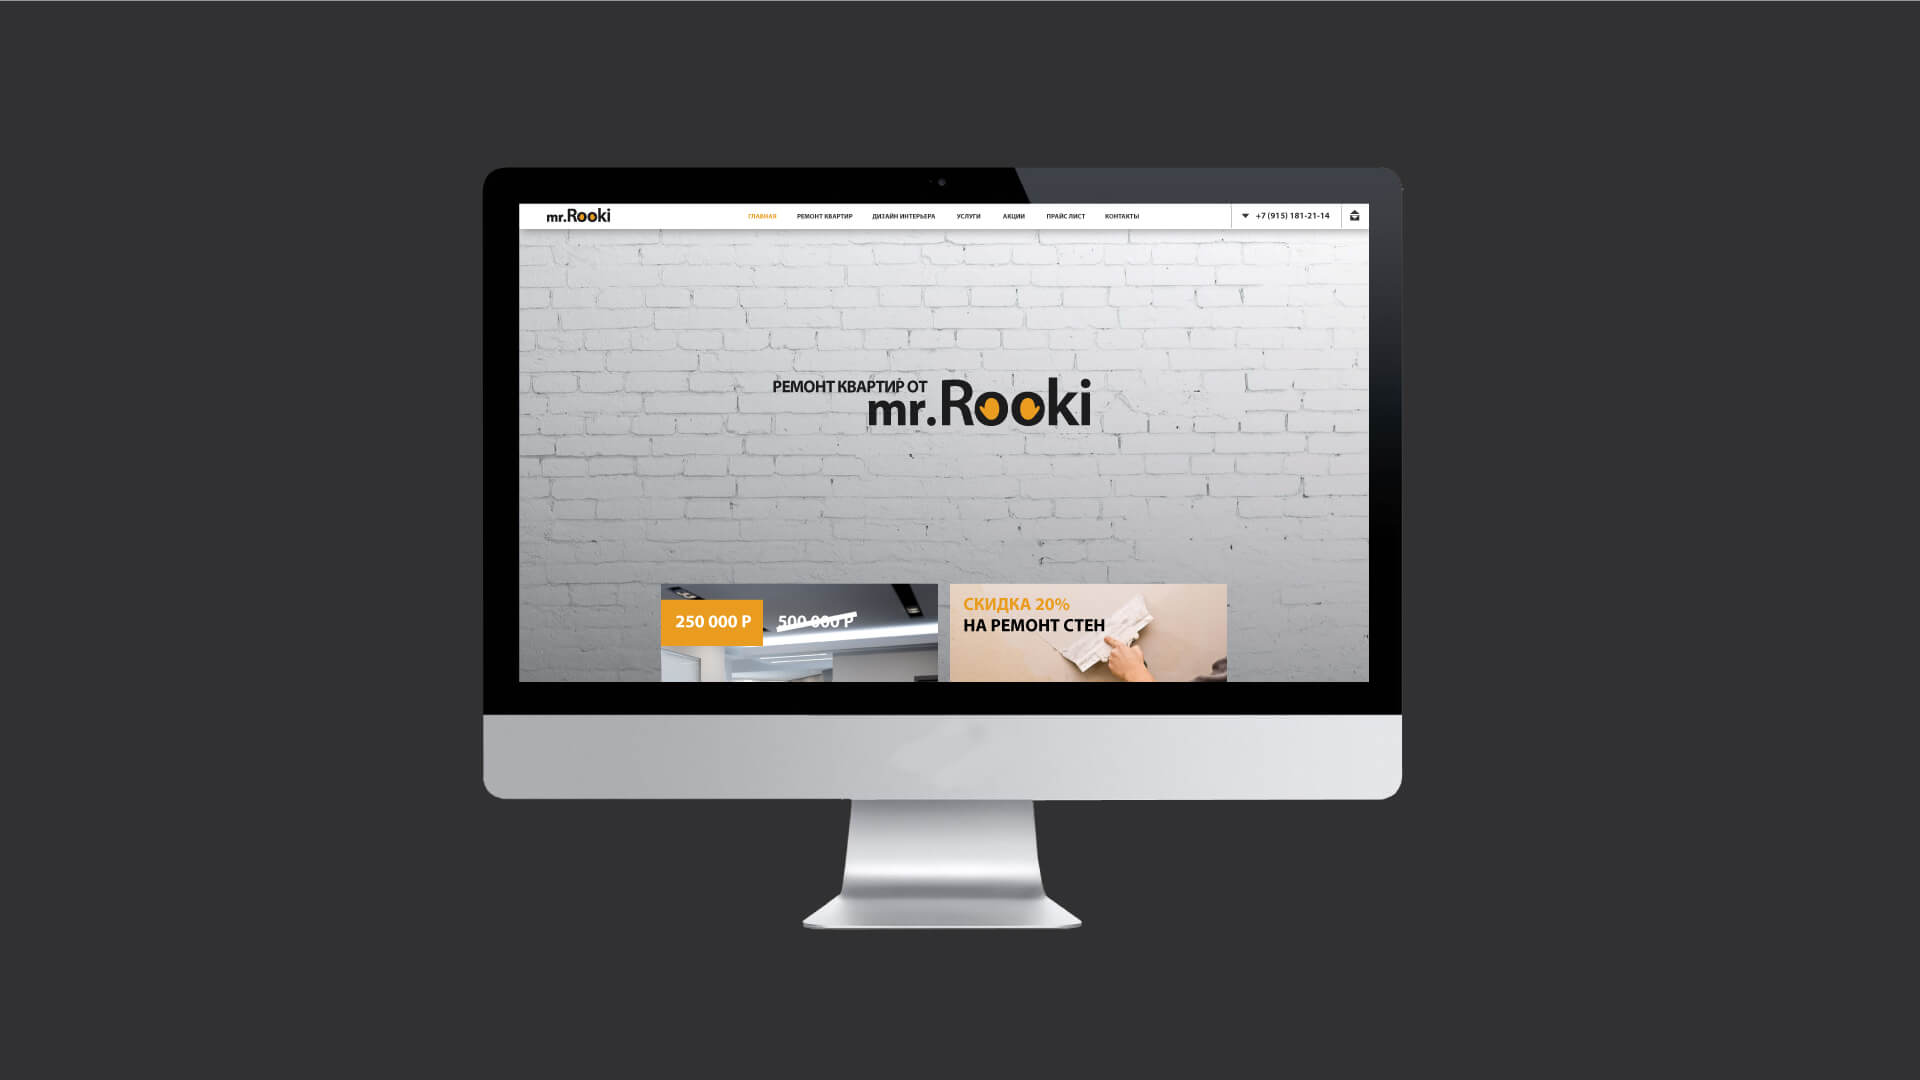 mr.Rooki
ГЛАВНАЯ РЕМОНТ КВАРТИР ДИЗАЙН ИНТЕРЬЕРА УСЛУГИ АКЦИИ ПРАЙС ЛИСТ КОНТАКТЫ
+7 (915) 181-21-14
РЕМОНТ КВАРТИР ОТ
mr.Rooki
250 000 Р 500 000 Р
СКИДКА 20%
НА РЕМОНТ СТЕН